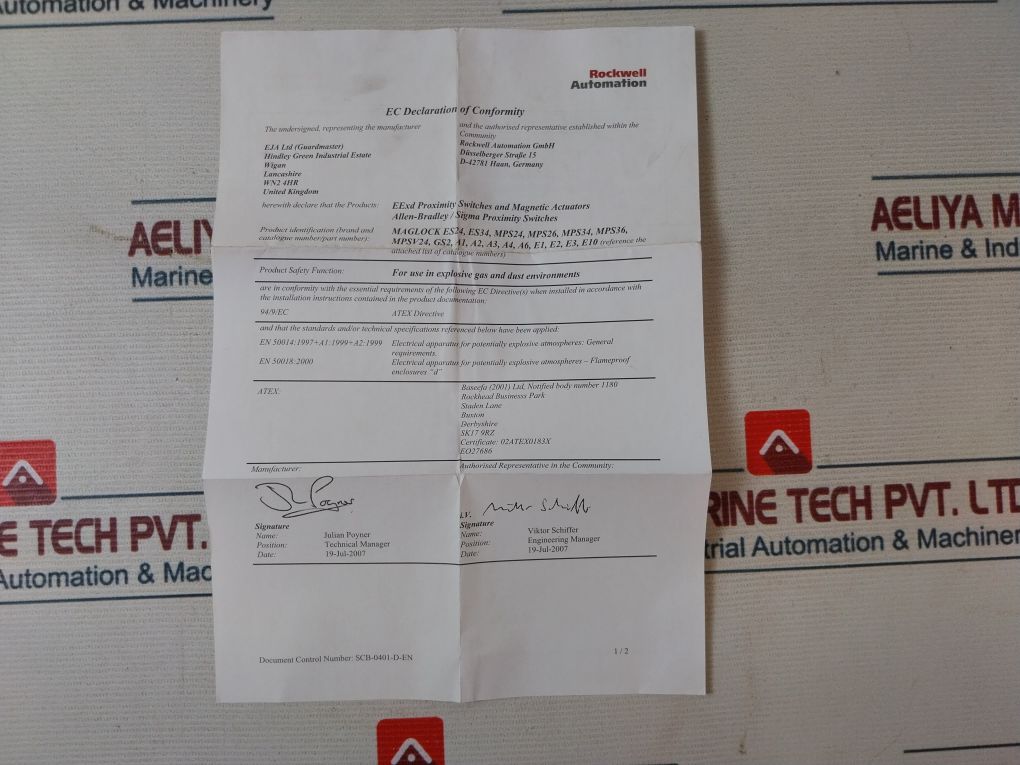 utomation & Machinery
Rockwell
Automation
EC Declaration of Conformity
The undersigned, representing the manufacturer
and the authorised representative established within the
Community
EJA Ltd (Guardmaster)
Hindley Green Industrial Estate
Wigan
Lancashire
WN2 4HR
United Kingdom
Rockwell Automation GmbH
Düsselberger Straße 15
D-42781 Haan, Germany
herewith declare that the Products:
EExd Proximity Switches and Magnetic Actuators
Allen-Bradley / Sigma Proximity Switches
Product identification (brand and
catalogue number/part number):
MAGLOCK ES24, ES34, MPS24, MPS26, MPS34, MPS36,
MPSV24, GS2, A1, A2, A3, A4, A6, E1, E2, E3, E10 (reference the
attached list of catalogue numbers)
Product Safety Function:
For use in explosive gas and dust environments
are in conformity with the essential requirements of the following EC Directive(s) when installed in accordance with
the installation instructions contained in the product documentation:
94/9/EC
ATEX Directive
and that the standards and/or technical specifications referenced below have been applied:
EN 50014:1997+A1:1999+A2:1999
Electrical apparatus for potentially explosive atmospheres: General
requirements.
EN 50018:2000
Electrical apparatus for potentially explosive atmospheres – Flameproof
enclosures "d"
ATEX:
Baseefa (2001) Ltd, Notified body number 1180
Rockhead Businesss Park
Staden Lane
Buxton
Derbyshire
SK17 9RZ
Certificate: 02ATEX0183X
EO27686
Manufacturer:
Authorised Representative in the Community:
Signature
Name: Julian Poyner
Position: Technical Manager
Date: 19-Jul-2007
i.V.
Signature
Name: Viktor Schiffer
Position: Engineering Manager
Date: 19-Jul-2007
Document Control Number: SCB-0401-D-EN
1 / 2
AELIY
Marine
AELIYA M
Marine & Ind
E TECH PVT.
Automation & Mac
RINE TECH PVT. LTD
trial Automation & Machiner